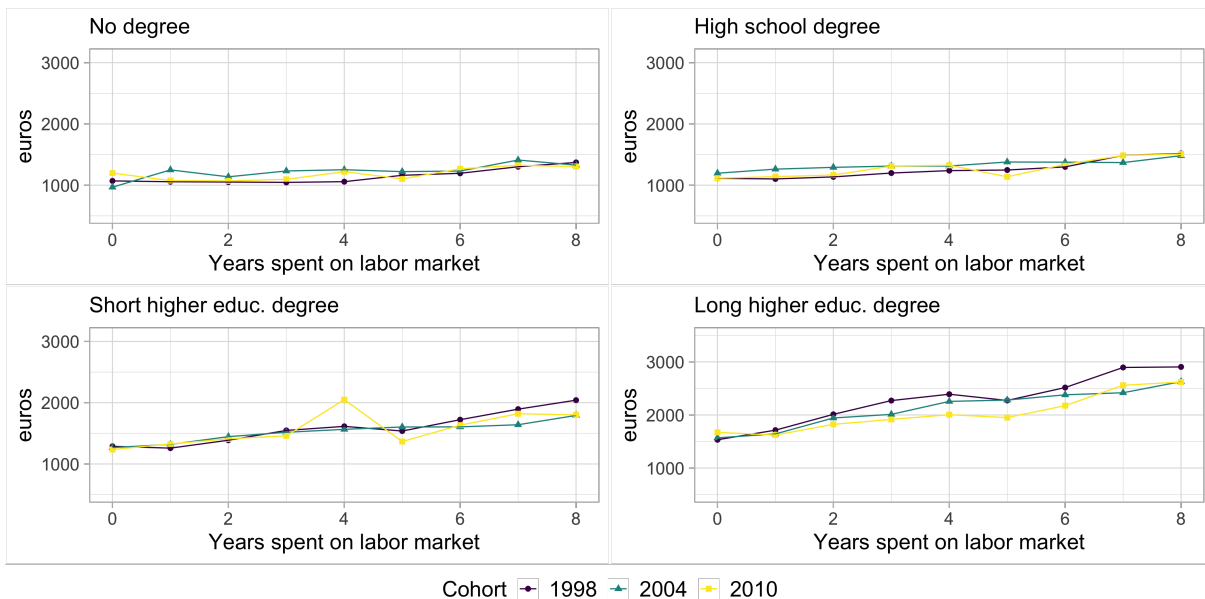 No degree
3000
2000
1000
euros
0 2 4 6 8
Years spent on labor market
High school degree
3000
2000
1000
euros
0 2 4 6 8
Years spent on labor market
Short higher educ. degree
3000
2000
1000
euros
0 2 4 6 8
Years spent on labor market
Long higher educ. degree
3000
2000
1000
euros
0 2 4 6 8
Years spent on labor market
Cohort 1998 2004 2010